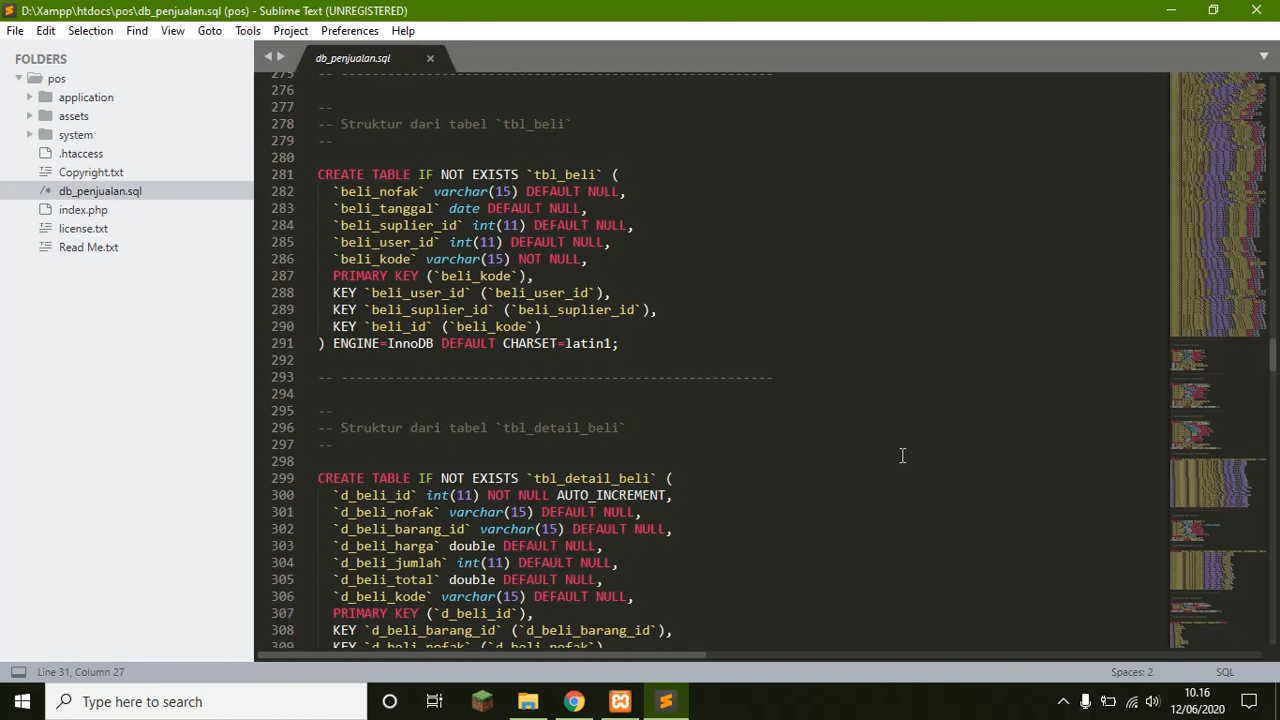 D:\Xampp\htdocs\pos\db_penjualan.sql (pos) - Sublime Text (UNREGISTERED)
File Edit Selection Find View Goto Tools Project Preferences Help
FOLDERS
pos
application
assets
system
.htaccess
Copyright.txt
/* db_penjualan.sql
index.php
license.txt
Read Me.txt
db_penjualan.sql
275 -- --------------------------------------------------------
276
277 --
278 -- Struktur dari tabel `tbl_beli`
279 --
280
281 CREATE TABLE IF NOT EXISTS `tbl_beli` (
282 `beli_nofak` varchar(15) DEFAULT NULL,
283 `beli_tanggal` date DEFAULT NULL,
284 `beli_suplier_id` int(11) DEFAULT NULL,
285 `beli_user_id` int(11) DEFAULT NULL,
286 `beli_kode` varchar(15) NOT NULL,
287 PRIMARY KEY (`beli_kode`),
288 KEY `beli_user_id` (`beli_user_id`),
289 KEY `beli_suplier_id` (`beli_suplier_id`),
290 KEY `beli_id` (`beli_kode`)
291 ) ENGINE=InnoDB DEFAULT CHARSET=latin1;
292
293 -- --------------------------------------------------------
294
295 --
296 -- Struktur dari tabel `tbl_detail_beli`
297 --
298
299 CREATE TABLE IF NOT EXISTS `tbl_detail_beli` (
300 `d_beli_id` int(11) NOT NULL AUTO_INCREMENT,
301 `d_beli_nofak` varchar(15) DEFAULT NULL,
302 `d_beli_barang_id` varchar(15) DEFAULT NULL,
303 `d_beli_harga` double DEFAULT NULL,
304 `d_beli_jumlah` int(11) DEFAULT NULL,
305 `d_beli_total` double DEFAULT NULL,
306 `d_beli_kode` varchar(15) DEFAULT NULL,
307 PRIMARY KEY (`d_beli_id`),
308 KEY `d_beli_barang_id` (`d_beli_barang_id`),
309 KEY `d_beli_nofak` (`d_beli_nofak`)
Line 31, Column 27
Spaces: 2
SQL
Type here to search
10.16
12/06/2020